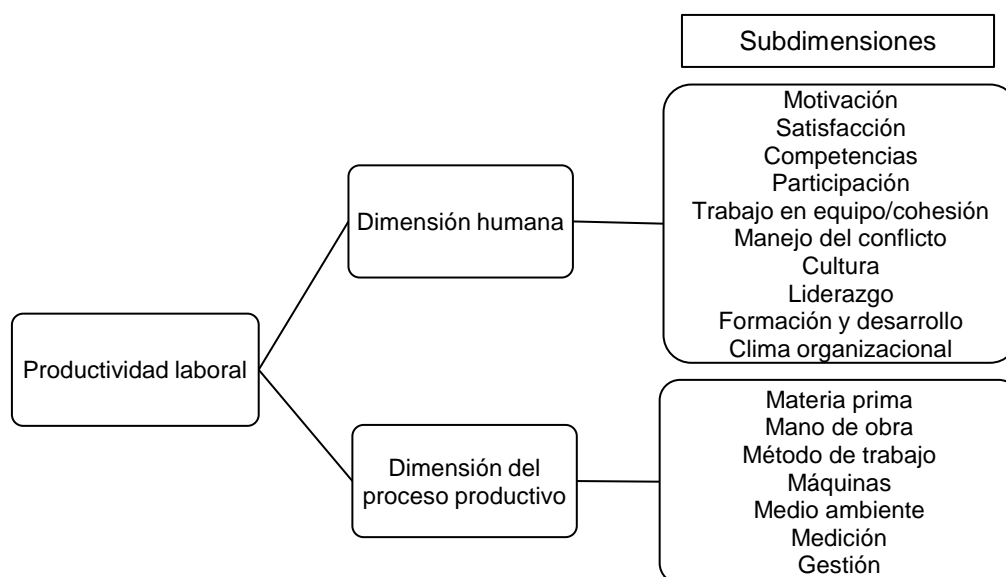 Subdimensiones
Motivación
Satisfacción
Competencias
Participación
Trabajo en equipo/cohesión
Manejo del conflicto
Cultura
Liderazgo
Formación y desarrollo
Clima organizacional
Dimensión humana
Productividad laboral
Dimensión del
proceso productivo
Materia prima
Mano de obra
Método de trabajo
Máquinas
Medio ambiente
Medición
Gestión